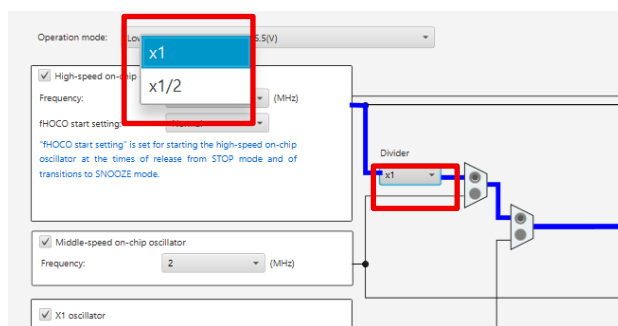 Operation mode: 5.5(V)
x1
x1/2
High-speed on-chip
Frequency: (MHz)
fHOCO start setting:
"fHOCO start setting" is set for starting the high-speed on-chip
oscillator at the times of release from STOP mode and of
transitions to SNOOZE mode.
Divider
x1
Middle-speed on-chip oscillator
Frequency: 2 (MHz)
X1 oscillator